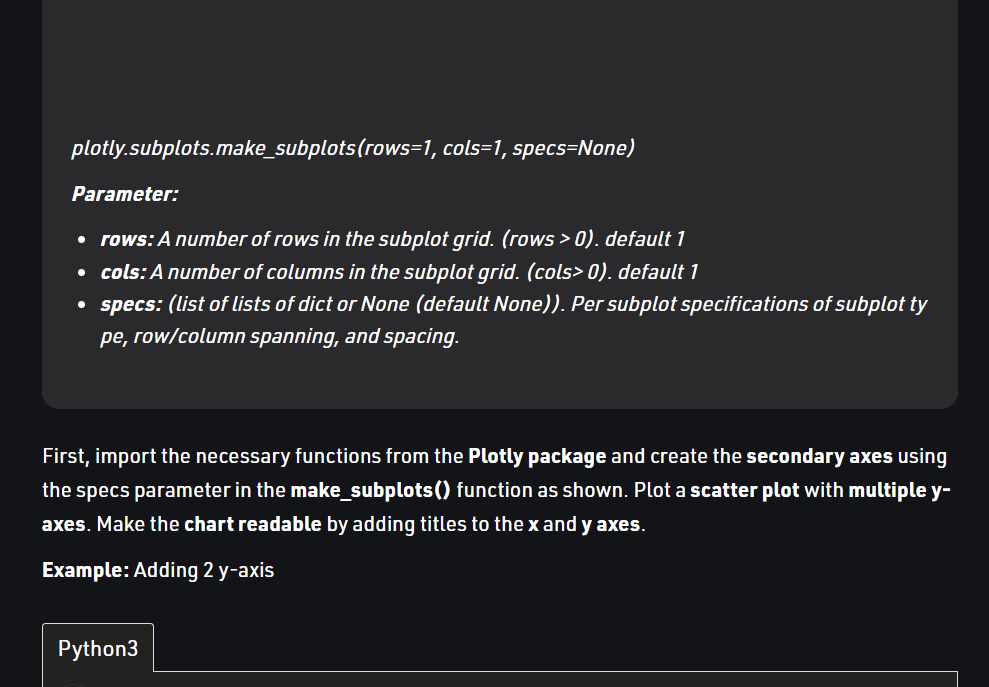 plotly.subplots.make_subplots(rows=1, cols=1, specs=None)
Parameter:
• rows: A number of rows in the subplot grid. (rows > 0). default 1
• cols: A number of columns in the subplot grid. (cols> 0). default 1
• specs: (list of lists of dict or None (default None)). Per subplot specifications of subplot ty
pe, row/column spanning, and spacing.
First, import the necessary functions from the Plotly package and create the secondary axes using
the specs parameter in the make_subplots() function as shown. Plot a scatter plot with multiple y-
axes. Make the chart readable by adding titles to the x and y axes.
Example: Adding 2 y-axis
Python3